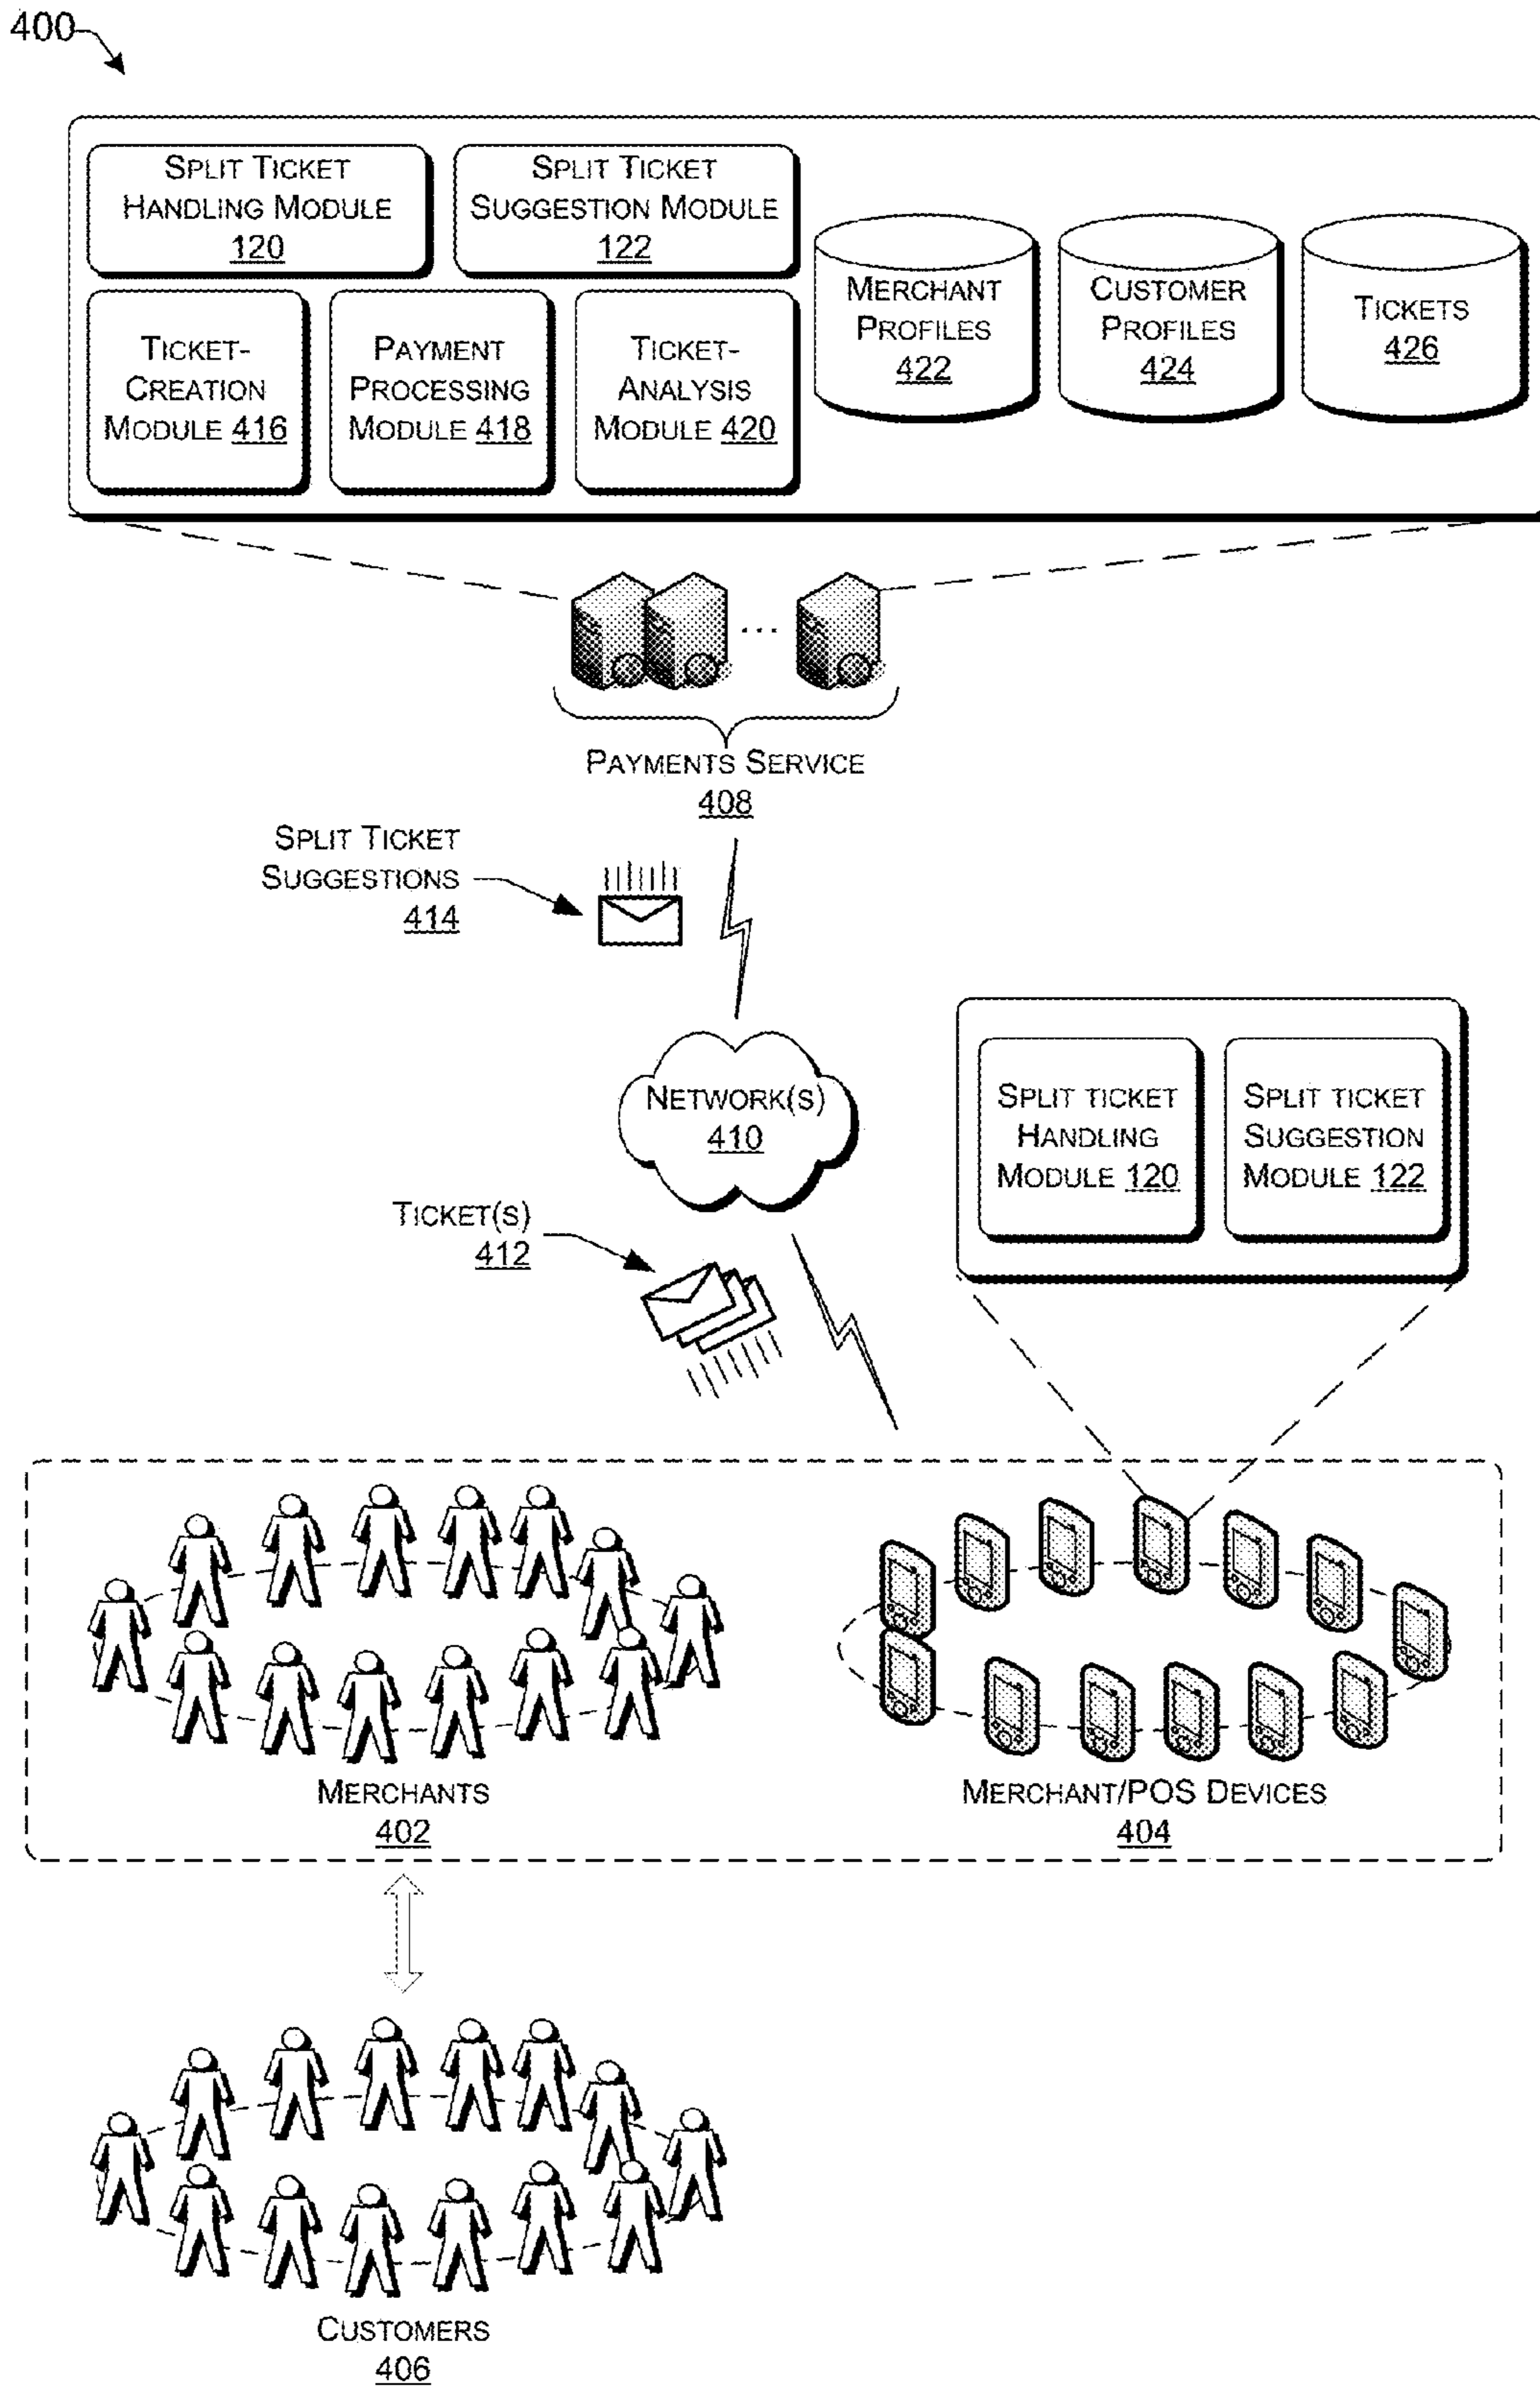 400
SPLIT TICKET
HANDLING MODULE
120
SPLIT TICKET
SUGGESTION MODULE
122
TICKET-
CREATION
MODULE 416
PAYMENT
PROCESSING
MODULE 418
TICKET-
ANALYSIS
MODULE 420
MERCHANT
PROFILES
422
CUSTOMER
PROFILES
424
TICKETS
426
...
PAYMENTS SERVICE
408
SPLIT TICKET
SUGGESTIONS
414
NETWORK(S)
410
SPLIT TICKET
HANDLING
MODULE 120
SPLIT TICKET
SUGGESTION
MODULE 122
TICKET(S)
412
MERCHANTS
402
MERCHANT/POS DEVICES
404
CUSTOMERS
406